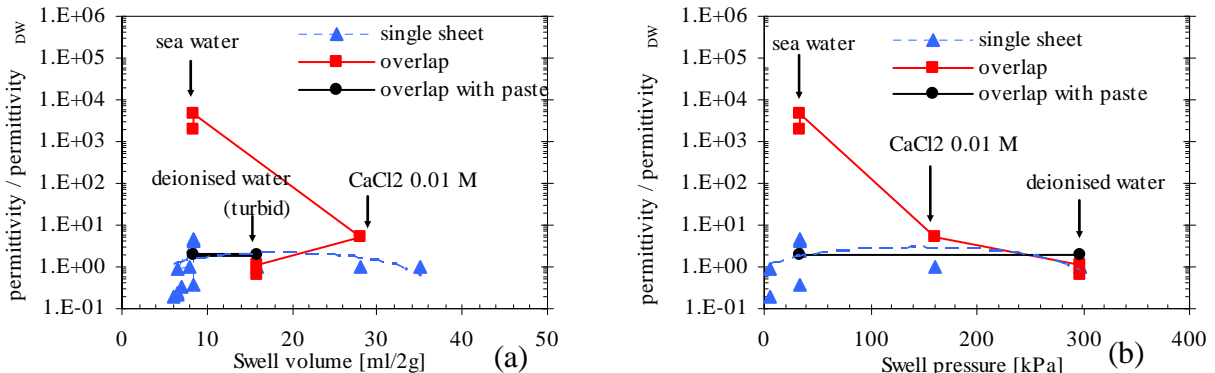 permittivity / permittivity DW
1.E+06
1.E+05
1.E+04
1.E+03
1.E+02
1.E+01
1.E+00
1.E-01
sea water
single sheet
overlap
overlap with paste
deionised water
(turbid)
CaCl2 0.01 M
0 10 20 30 40 50
Swell volume [ml/2g]
(a)
permittivity / permittivity DW
1.E+06
1.E+05
1.E+04
1.E+03
1.E+02
1.E+01
1.E+00
1.E-01
sea water
single sheet
overlap
overlap with paste
CaCl2 0.01 M
deionised water
0 100 200 300 400
Swell pressure [kPa]
(b)